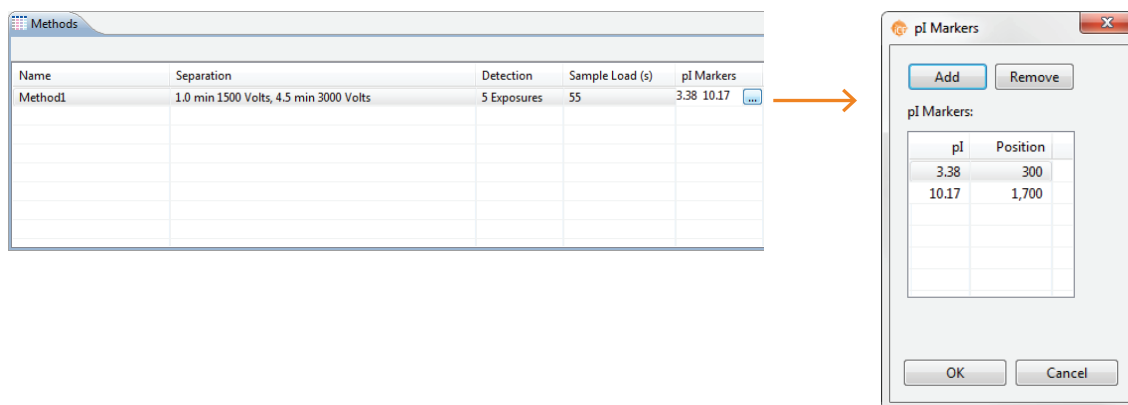 Methods
Name Separation Detection Sample Load (s) pI Markers
Method1 1.0 min 1500 Volts, 4.5 min 3000 Volts 5 Exposures 55 3.38 10.17 ...
pI Markers
Add Remove
pI Markers:
pI Position
3.38 300
10.17 1,700
OK Cancel